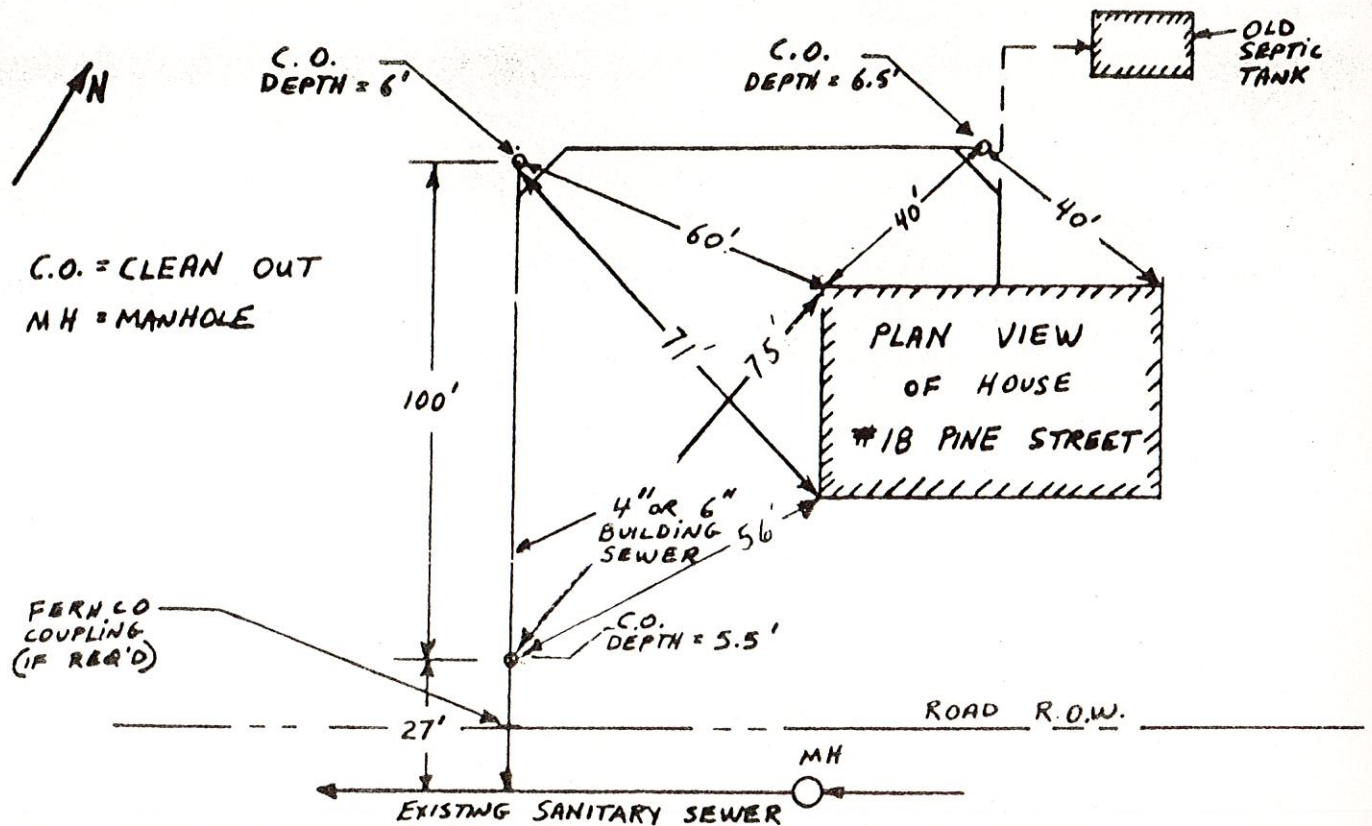 N
C.O.
DEPTH = 6'
C.O.
DEPTH = 6.5'
OLD
SEPTIC
TANK
C.O. = CLEAN OUT
MH = MANHOLE
60'
40'
40'
71'
75'
100'
PLAN VIEW
OF HOUSE
#18 PINE STREET
4" OR 6"
BUILDING
SEWER
56'
C.O.
DEPTH = 5.5'
FERNCO
COUPLING
(IF REQ'D)
27'
ROAD R.O.W.
MH
EXISTING SANITARY SEWER